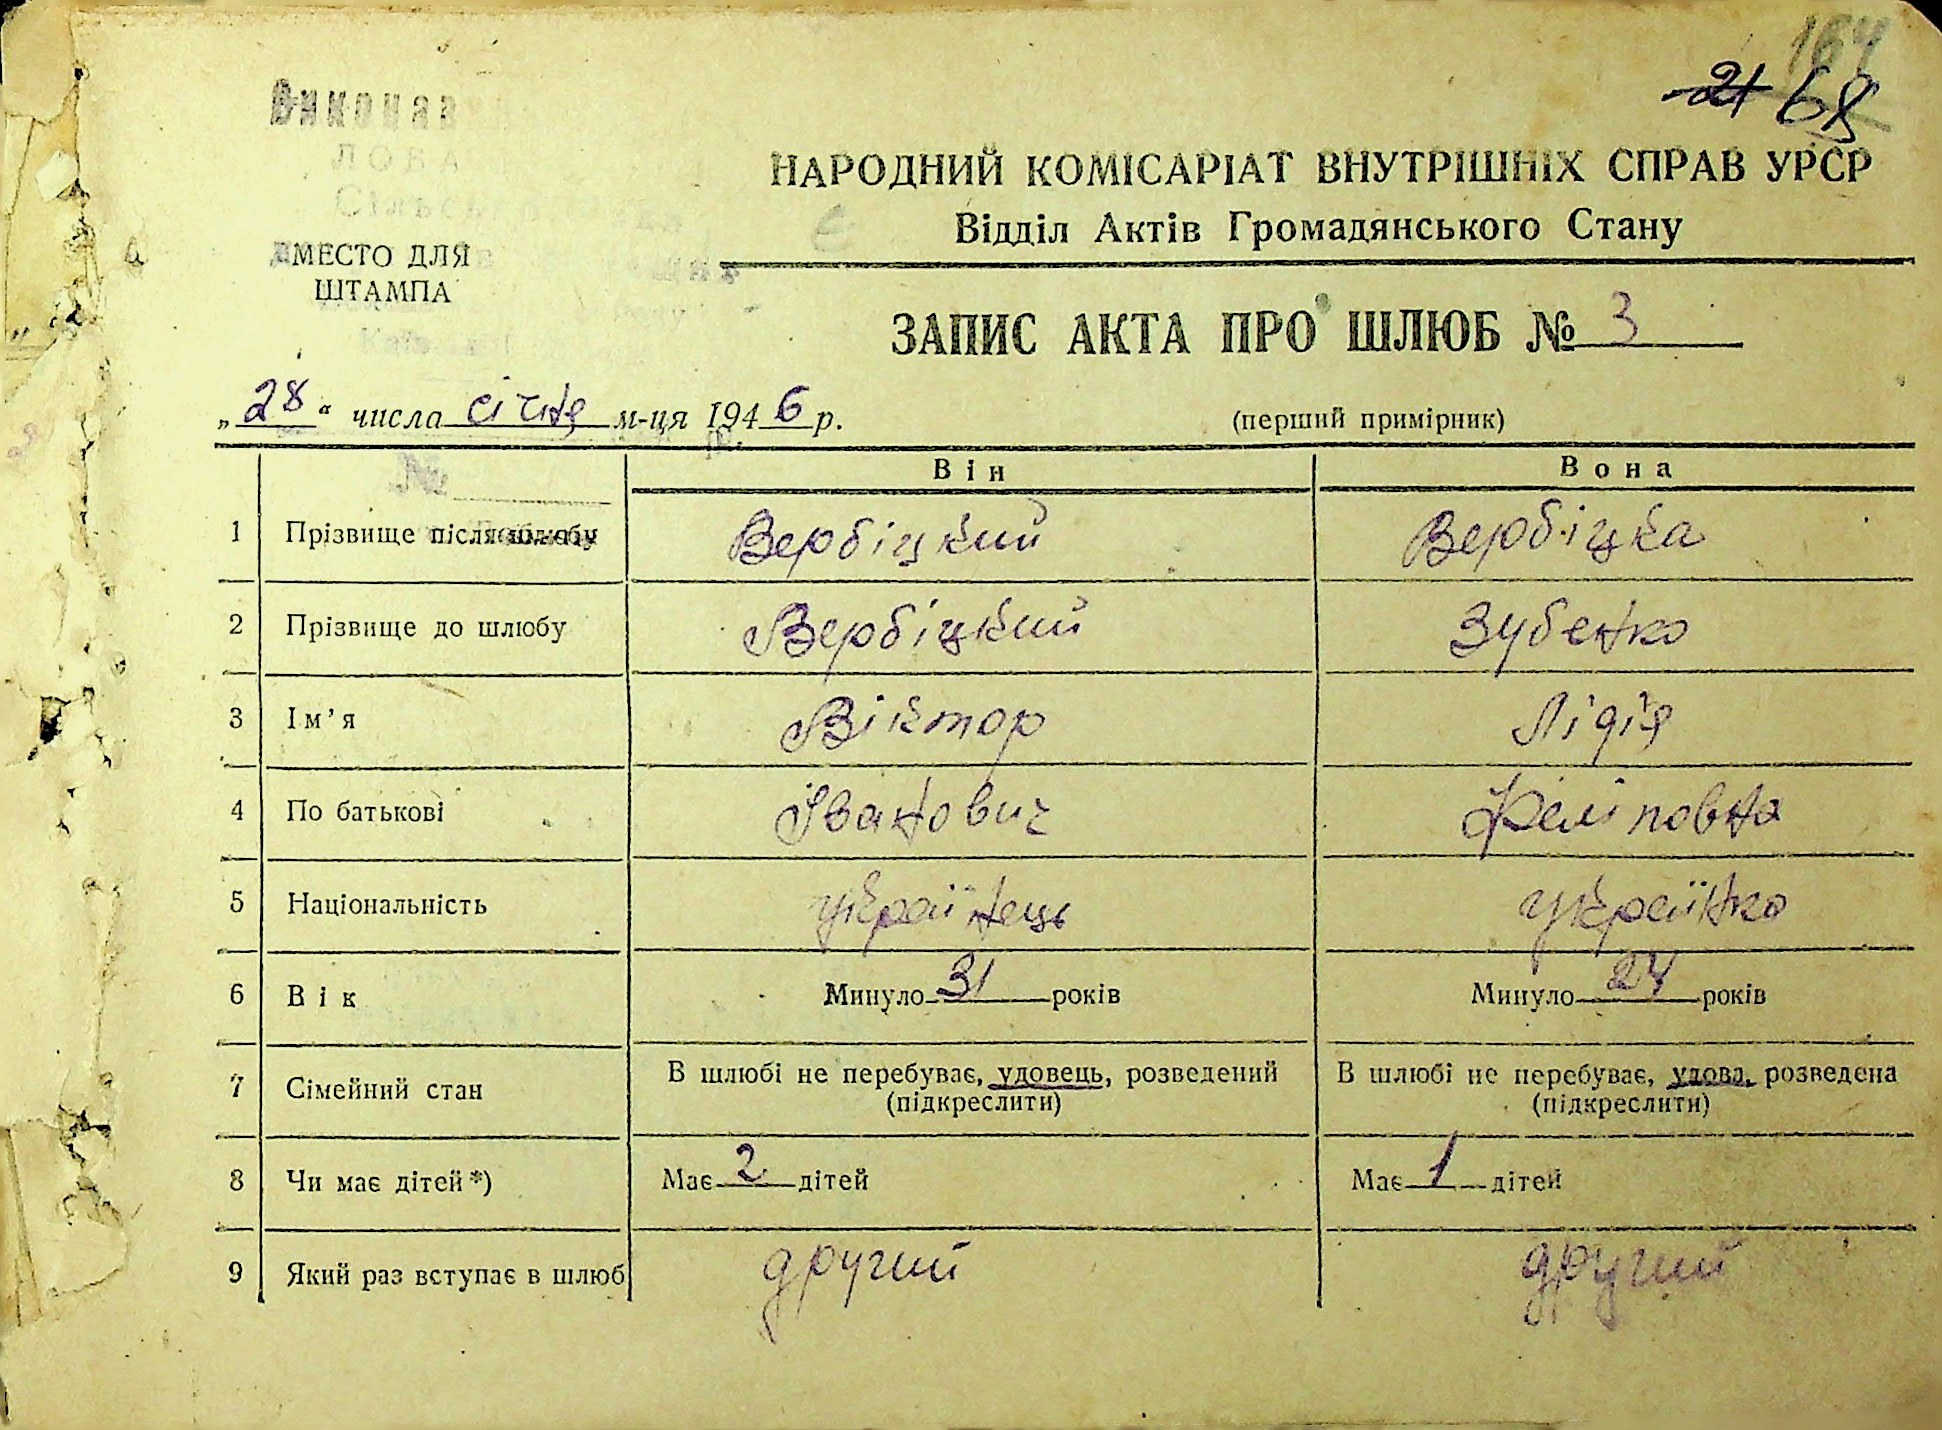 164
21 68
Виконав
ЛОВА
НАРОДНИЙ КОМІСАРІАТ ВНУТРІШНІХ СПРАВ УРСР
Відділ Актів Громадянського Стану
МЕСТО ДЛЯ
ШТАМПА
ЗАПИС АКТА ПРО ШЛЮБ № 3
„28“ числа січня м-ця 1946 р.
(перший примірник)
Він Вона
1 Прізвище після шлюбу Вербіцкий Вербіцка
2 Прізвище до шлюбу Вербіцкий Зубенко
3 Ім’я Віктор Лідія
4 По батькові Іванович Филіповна
5 Національність українець українко
6 Вік Минуло 31 років Минуло 24 років
7 Сімейний стан В шлюбі не перебуває, удовець, розведений В шлюбі не перебуває, удова, розведена
(підкреслити) (підкреслити)
8 Чи має дітей *) Має 2 дітей Має 1 дітей
9 Який раз вступає в шлюб другий другий